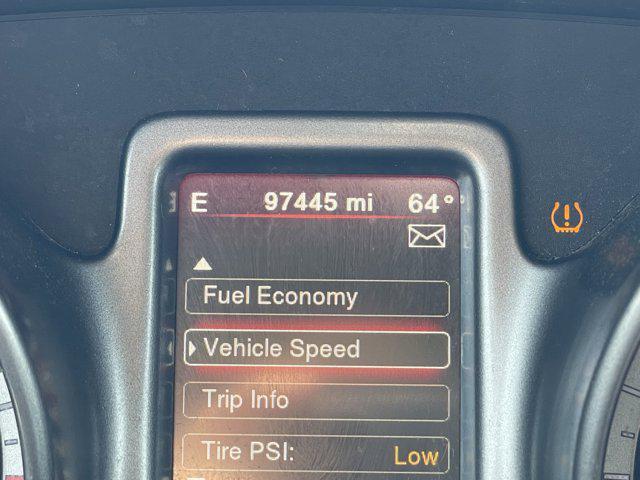 E 97445 mi 64°
Fuel Economy
Vehicle Speed
Trip Info
Tire PSI: Low